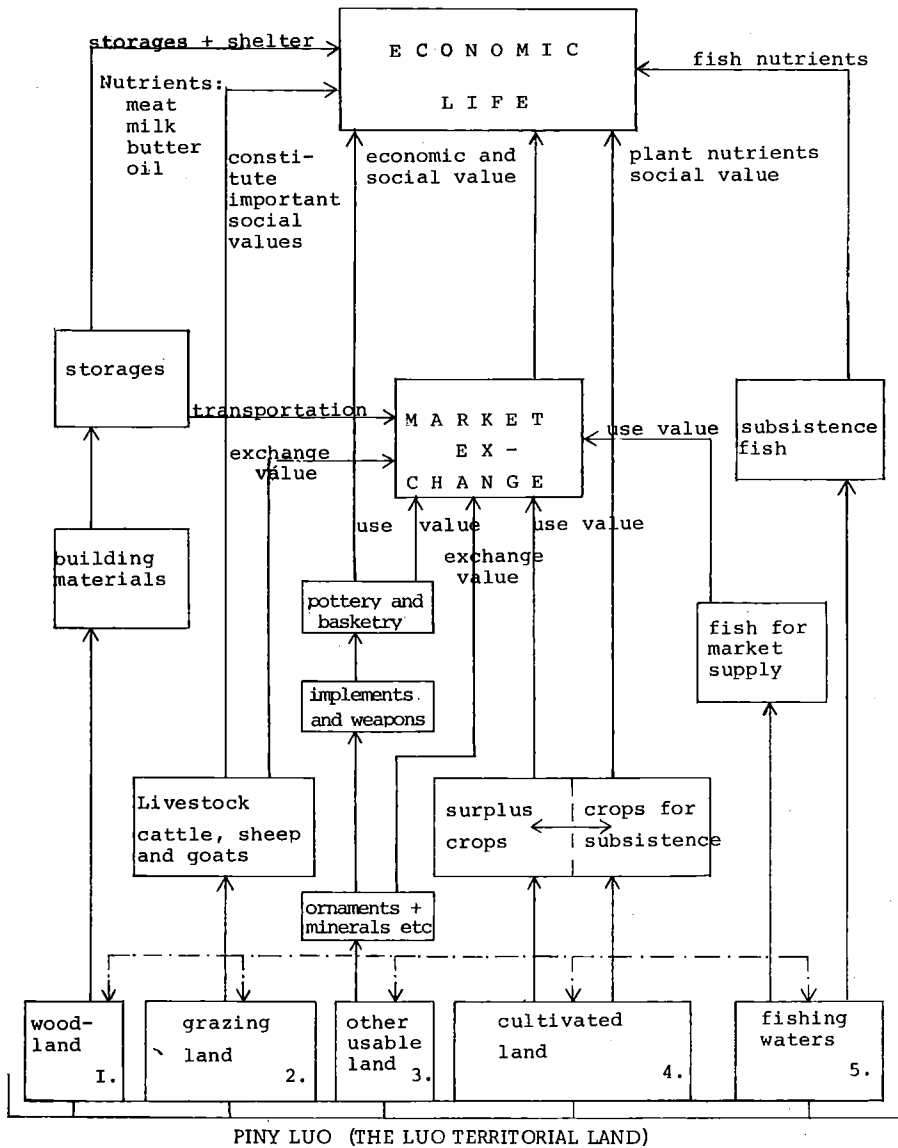 storages + shelter
E C O N O M I C
L I F E
fish nutrients
Nutrients:
meat
milk
butter
oil
consti-
tute
important
social
values
economic and
social value
plant nutrients
social value
storages
transportation
M A R K E T
E X -
C H A N G E
use value
subsistence
fish
exchange
value
use value
use value
exchange
value
building
materials
pottery and
basketry
fish for
market
supply
implements
and weapons
Livestock
cattle, sheep
and goats
surplus
crops
crops for
subsistence
ornaments +
minerals etc
wood-
land
I.
grazing
land
2.
other
usable
land
3.
cultivated
land
4.
fishing
waters
5.
PINY LUO (THE LUO TERRITORIAL LAND)